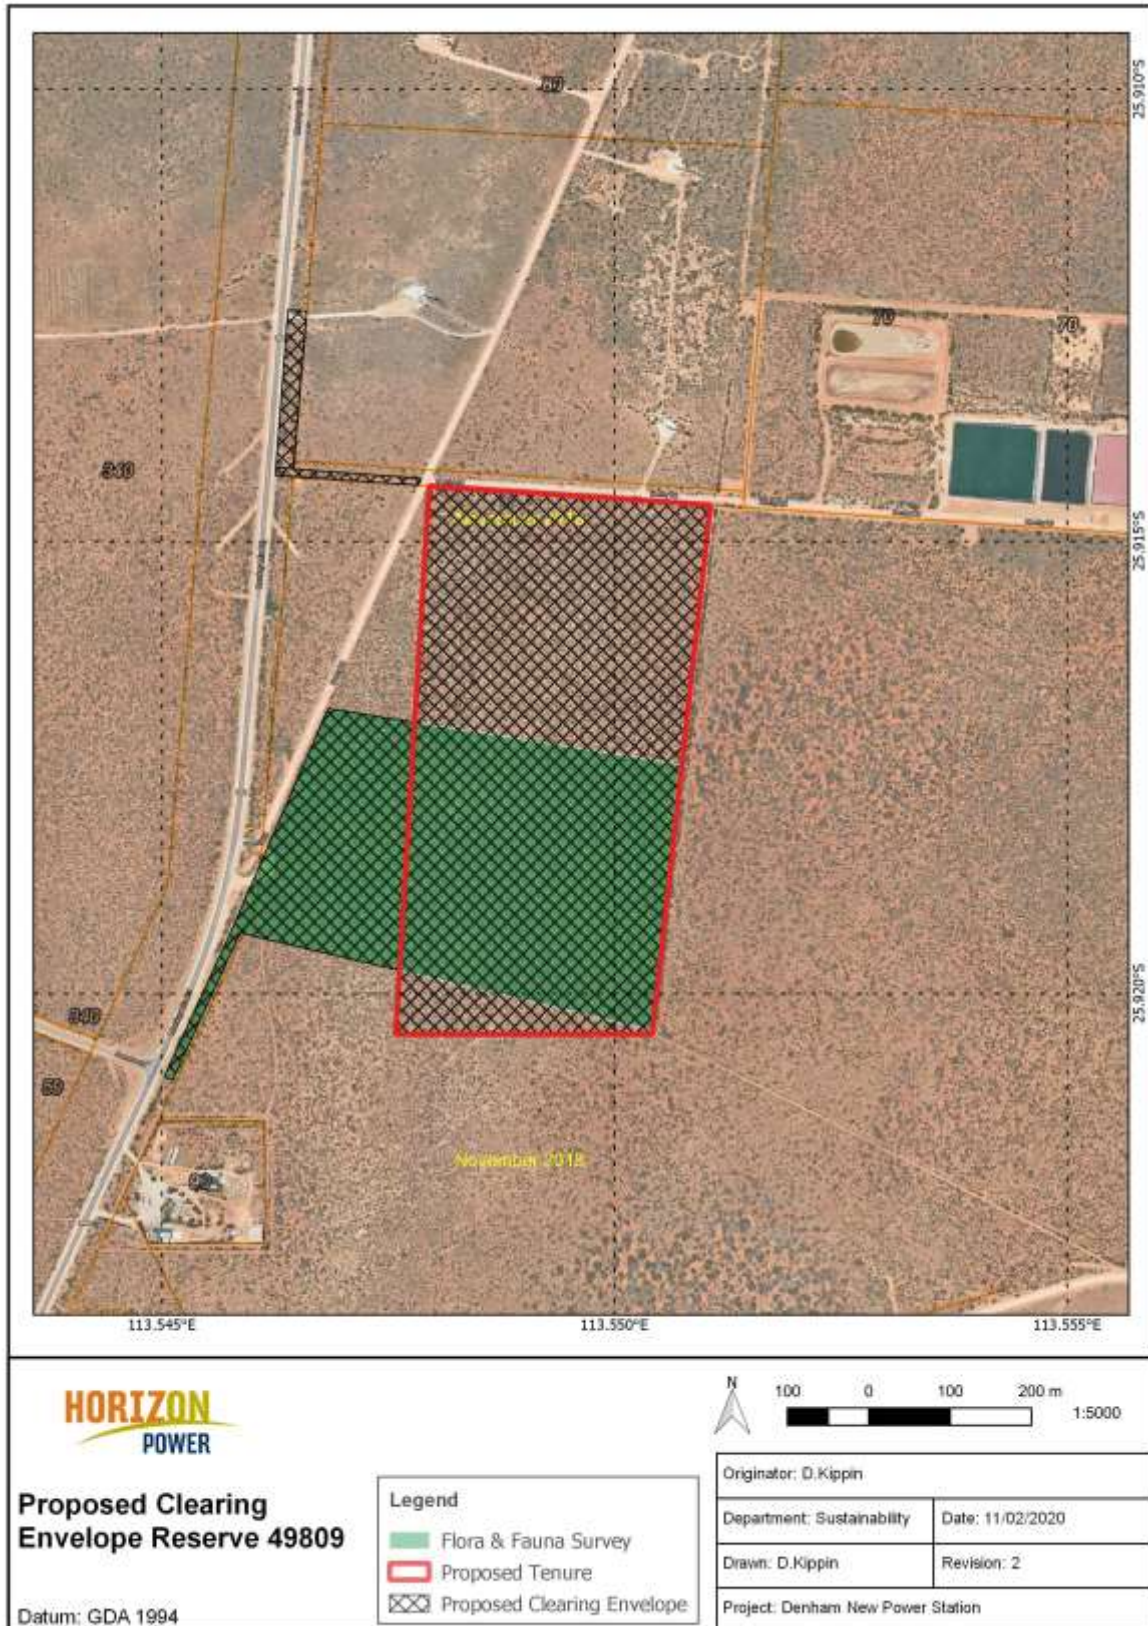 80
25.910°S
70
70
340
25.915°S
25.920°S
340
50
November 2018
113.545°E
113.550°E
113.555°E
HORIZON
POWER
Proposed Clearing
Envelope Reserve 49809
Datum: GDA 1994
Legend
Flora & Fauna Survey
Proposed Tenure
Proposed Clearing Envelope
N
100 0 100 200 m
1:5000
Originator: D.Kippin
Department: Sustainability
Date: 11/02/2020
Drawn: D.Kippin
Revision: 2
Project: Denham New Power Station